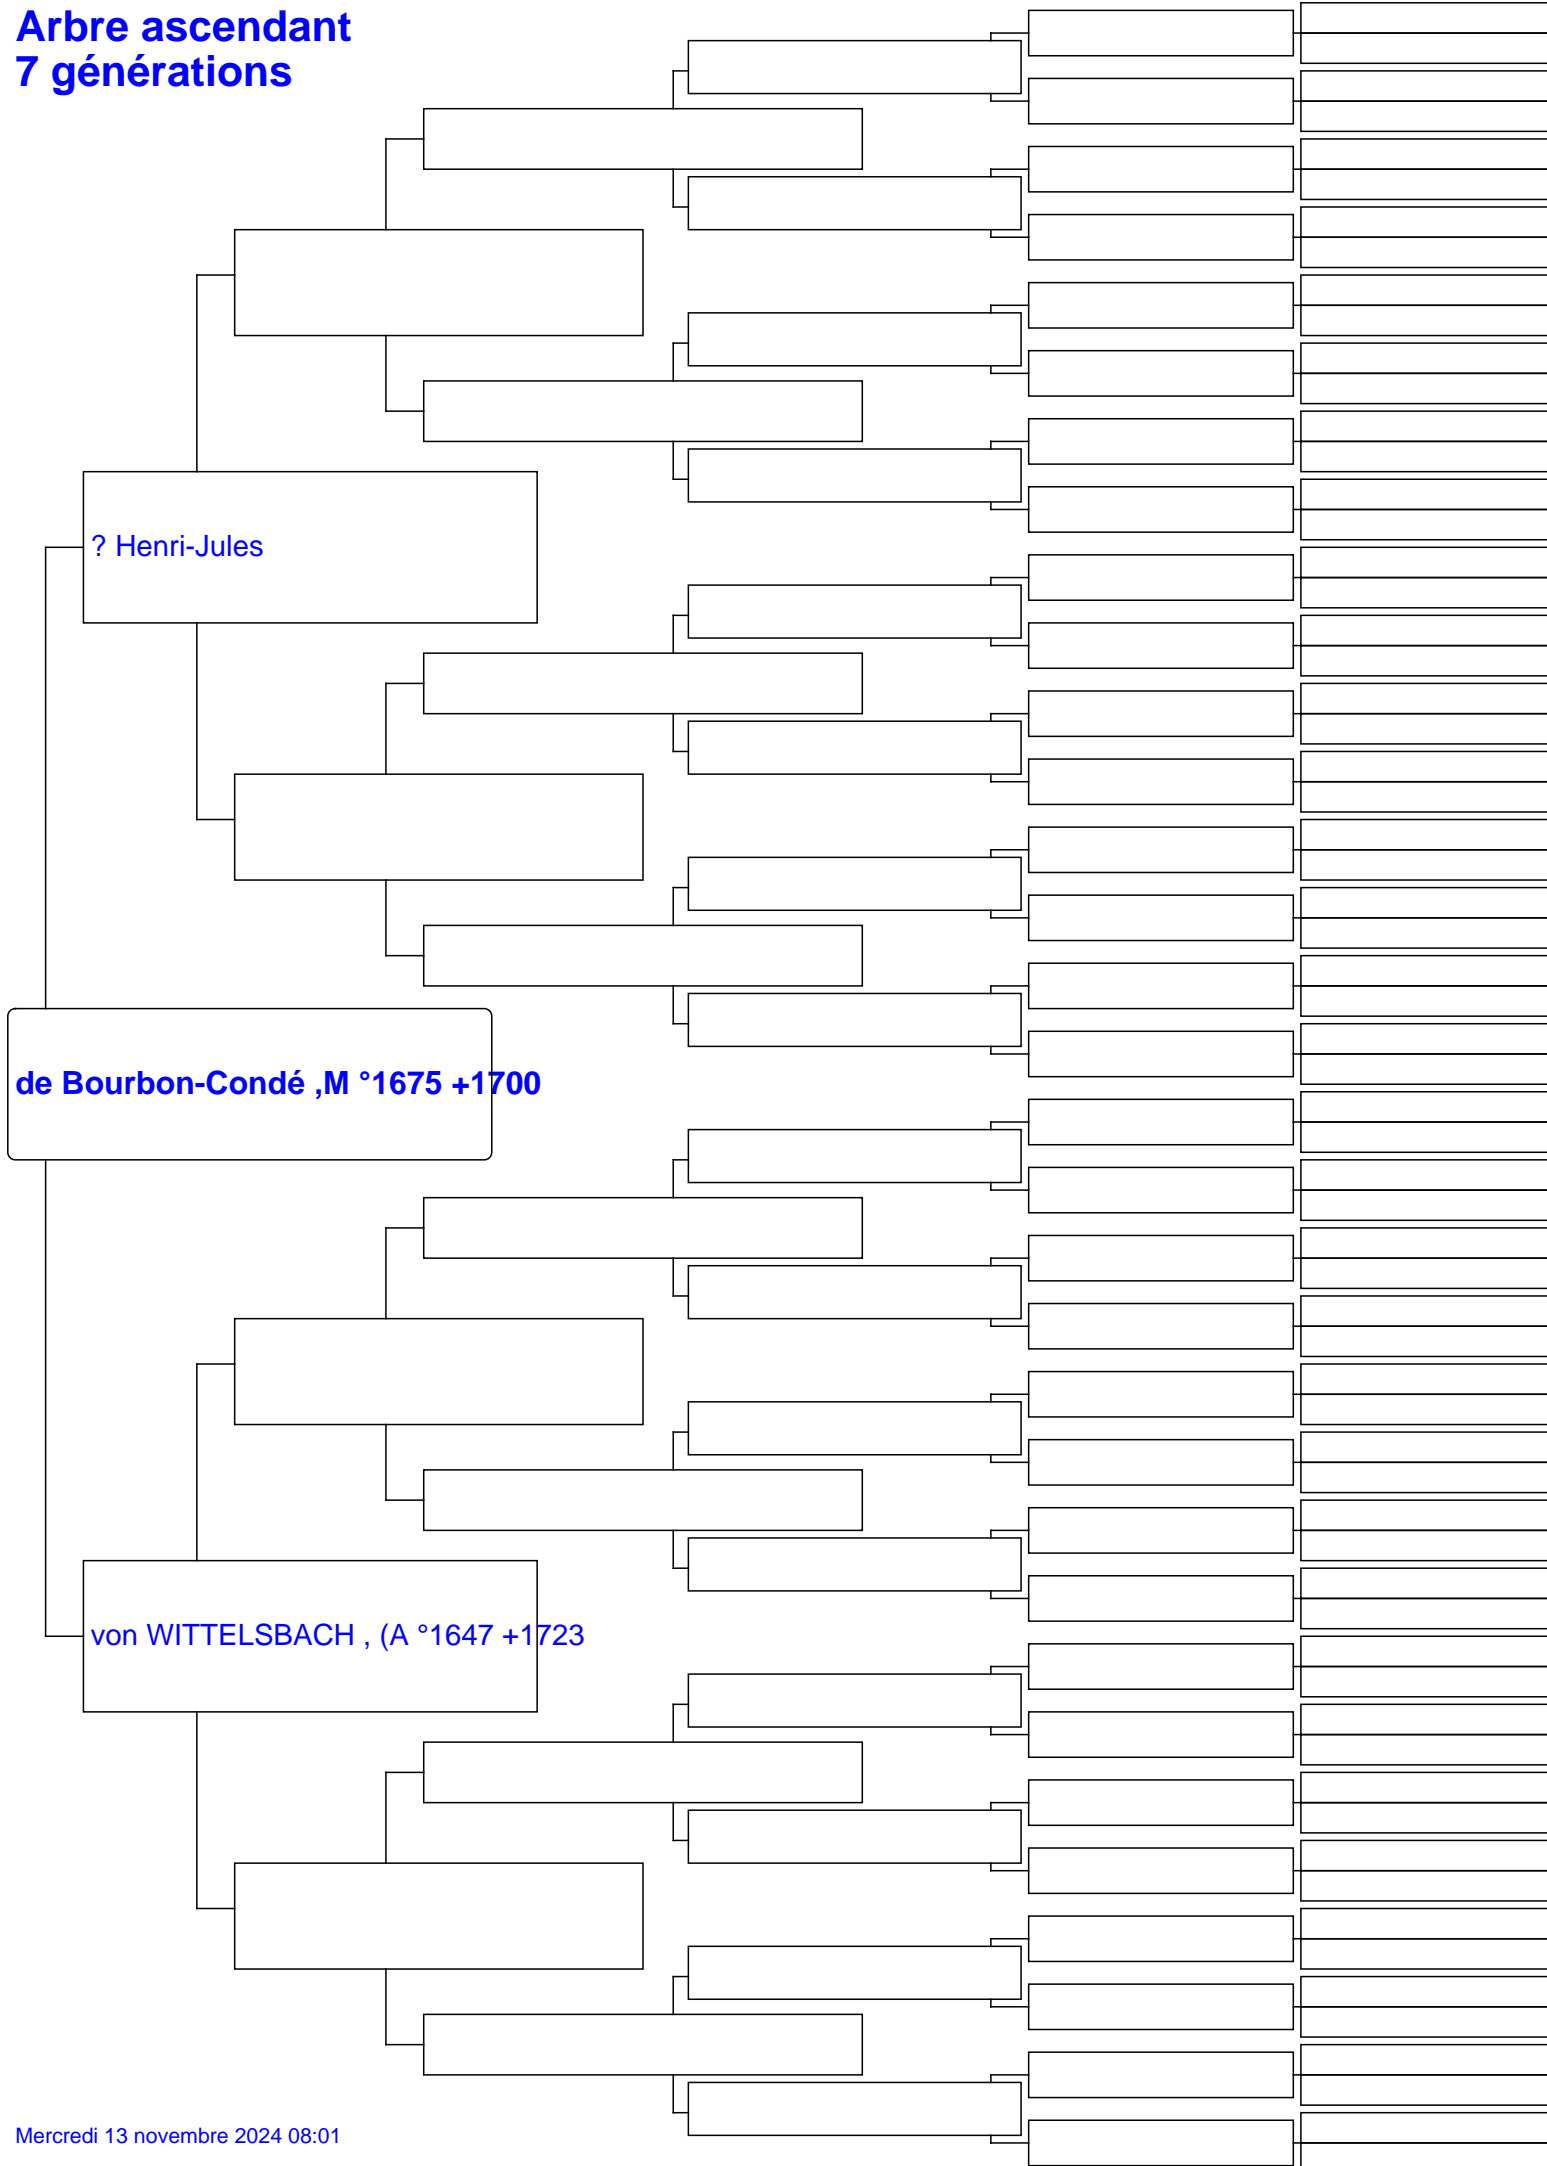 Arbre ascendant
7 générations
? Henri-Jules
de Bourbon-Condé ,M °1675 +1700
von WITTELSBACH , (A °1647 +1723
Mercredi 13 novembre 2024 08:01